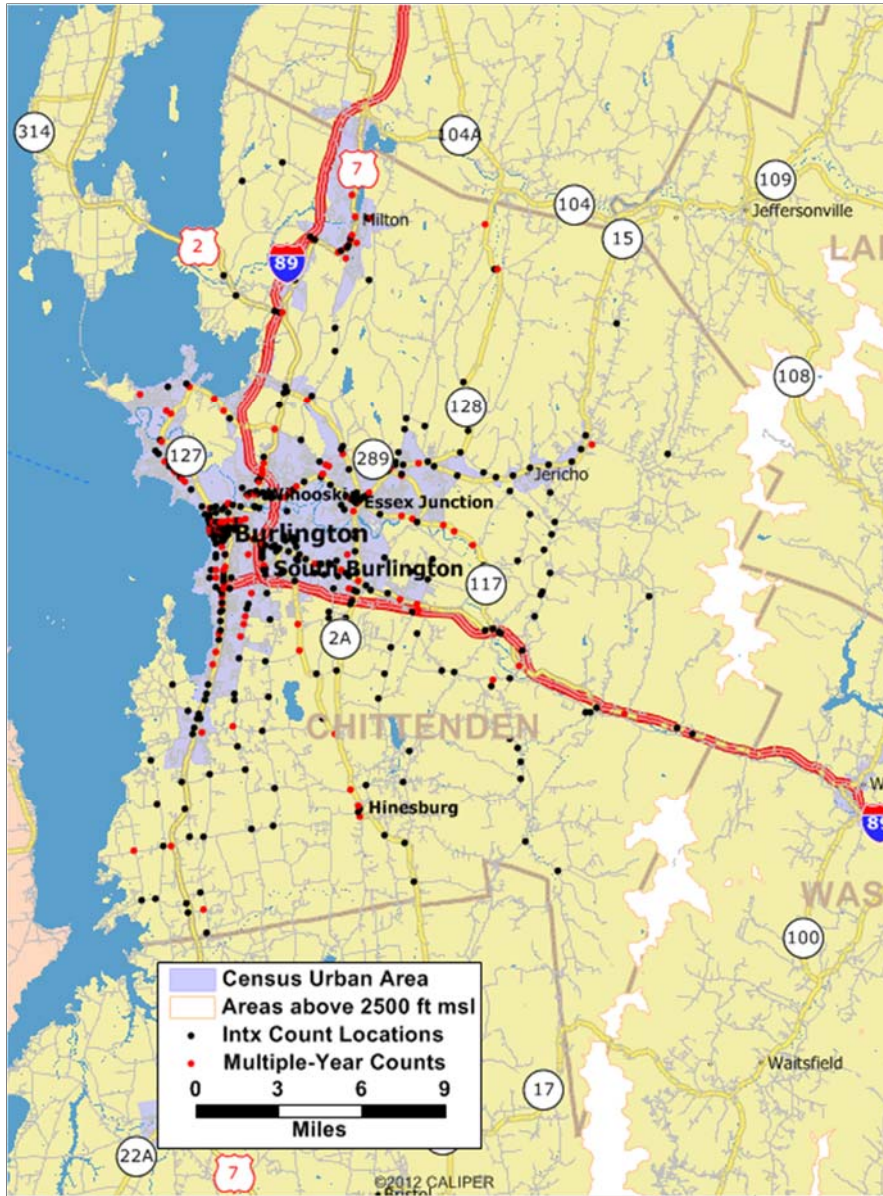 314
104A
7
109
104
Milton
Jeffersonville
15
2
89
108
128
127
289
Jericho
Winooski
Essex Junction
Burlington
South Burlington
117
2A
CHITTENDEN
Hinesburg
100
Census Urban Area
Areas above 2500 ft msl
Intx Count Locations
Multiple-Year Counts
0 3 6 9
Miles
Waitsfield
17
22A
7
©2012 CALIPER
Bristol